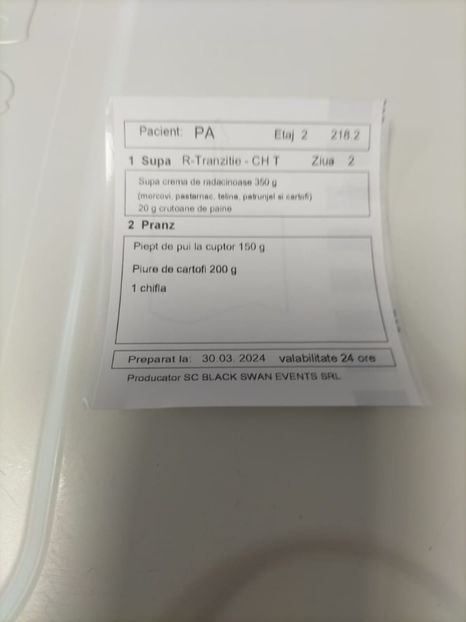 Pacient: PA Etaj 2 218.2
1 Supa R-Tranzitie - CH T Ziua 2
Supa crema de radacinoase 350 g
(morcovi, pastarnac, telina, patrunjel si cartofi)
20 g crutoane de paine
2 Pranz
Piept de pui la cuptor 150 g
Piure de cartofi 200 g
1 chifla
Preparat la: 30.03. 2024 valabilitate 24 ore
Producator SC BLACK SWAN EVENTS SRL